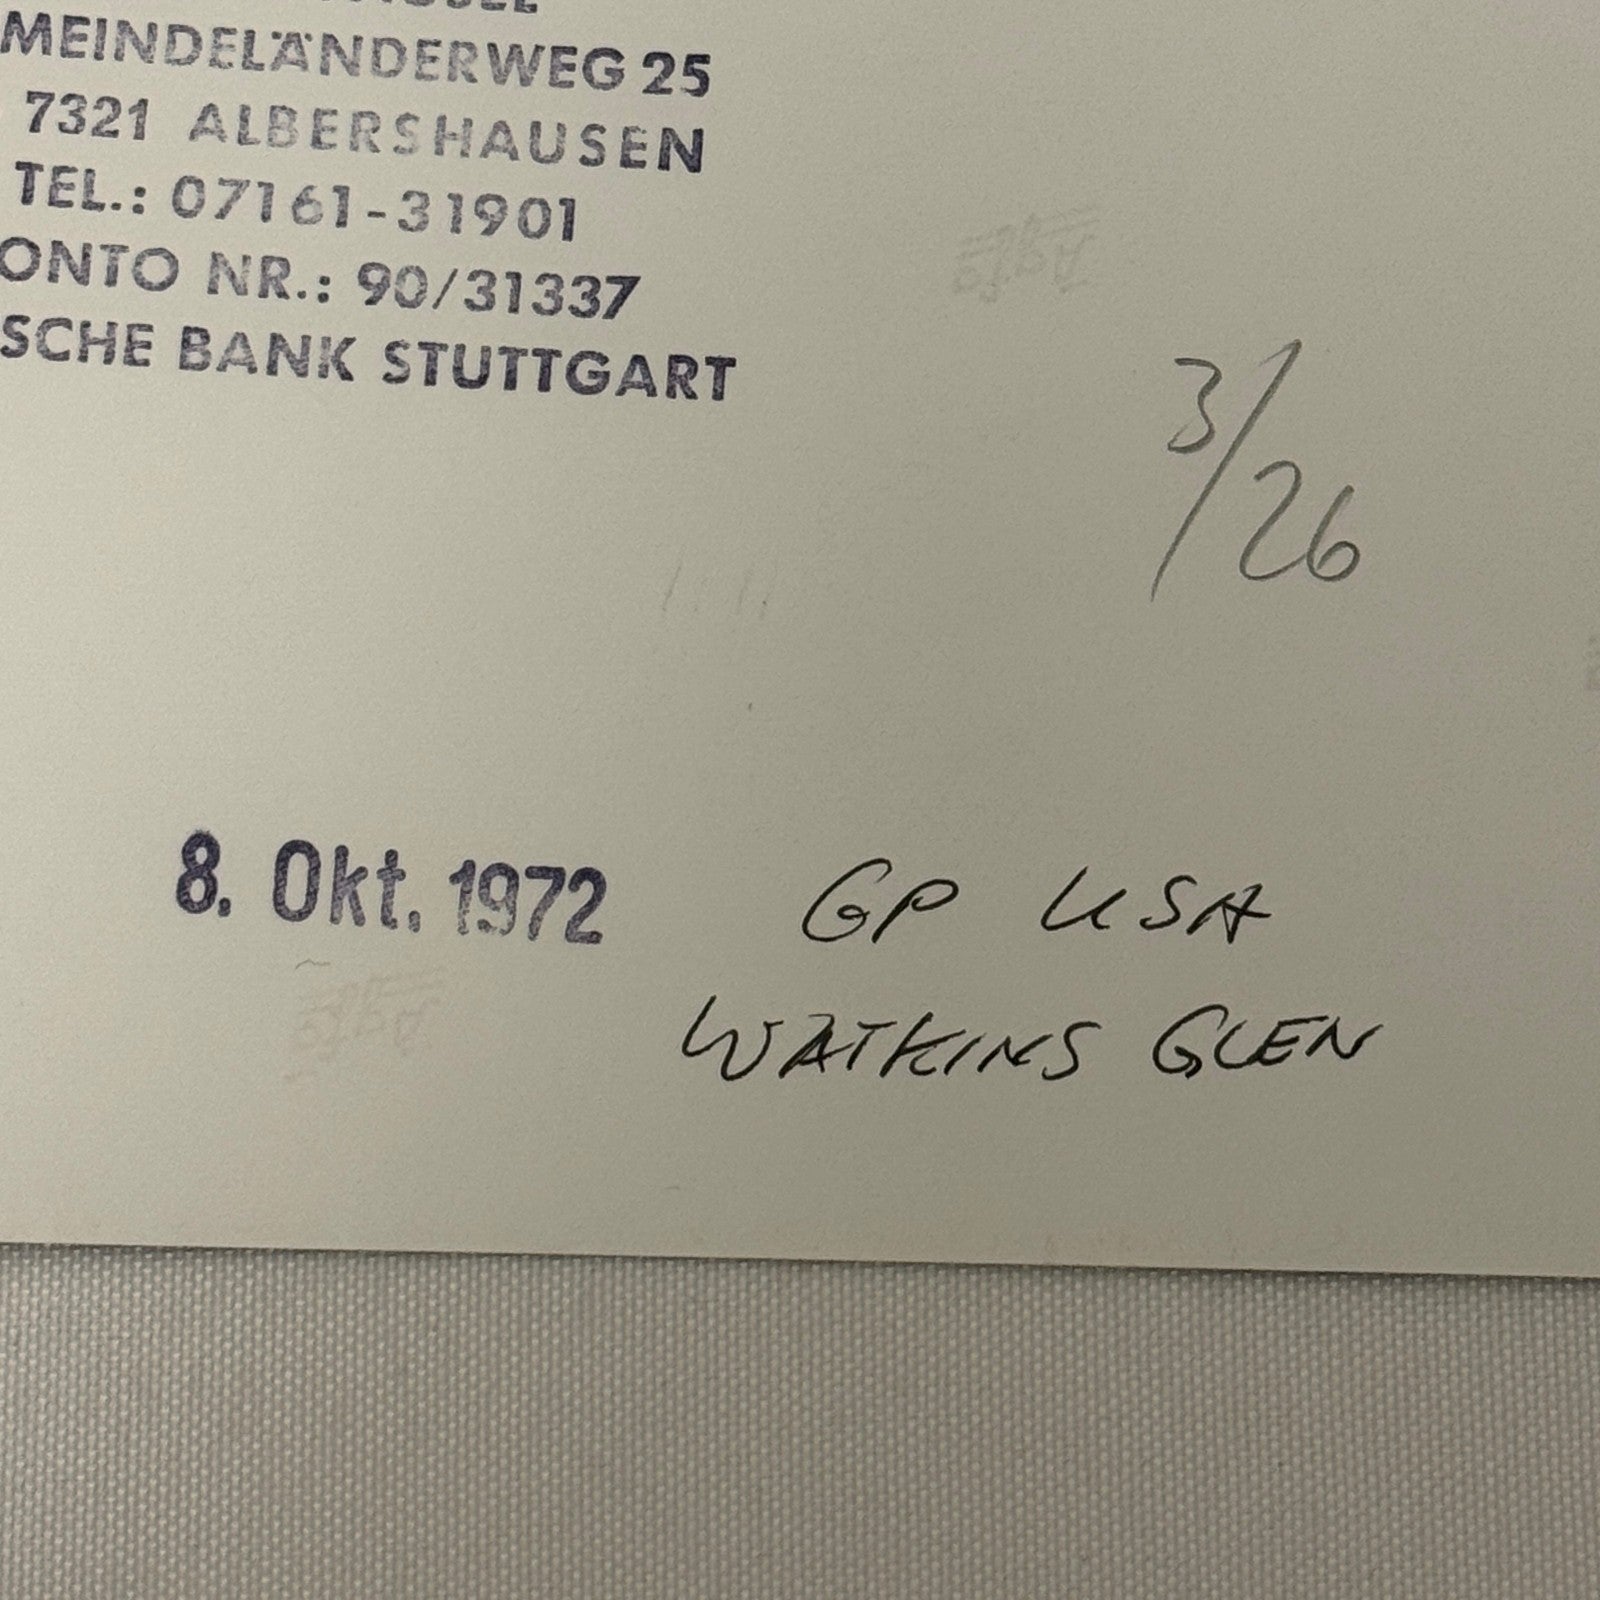 MEINDELÄNDERWEG 25
7321 ALBERSHAUSEN
TEL.: 07161-31901
ONTO NR.: 90/31337
SCHE BANK STUTTGART
3/26
8. Okt. 1972 GP USA
WATKINS GLEN